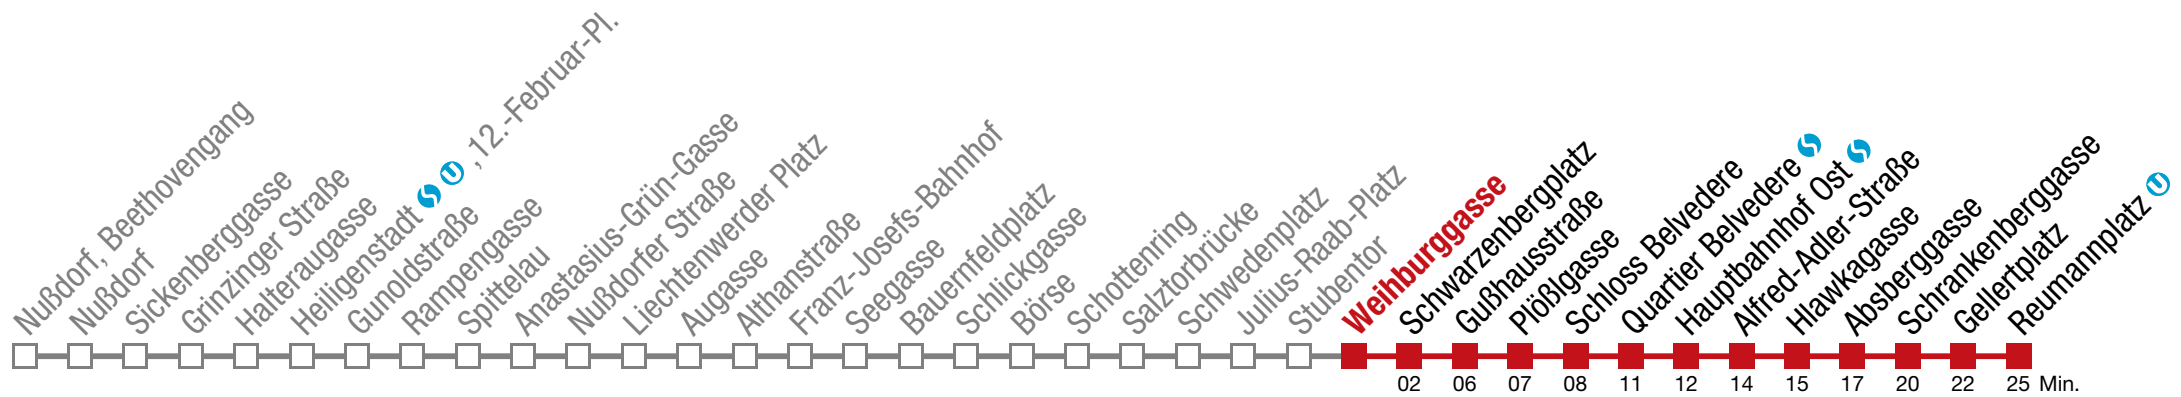 Nußdorf, Beethovengang
Nußdorf
Sickenberggasse
Grinzinger Straße
Halteraugasse
Heiligenstadt S U , 12.-Februar-Pl.
Gunoldstraße
Rampengasse
Spittelau
Anastasius-Grün-Gasse
Nußdorfer Straße
Liechtenwerder Platz
Augasse
Althanstraße
Franz-Josefs-Bahnhof
Seegasse
Bauernfeldplatz
Schlickgasse
Börse
Schottenring
Salztorbrücke
Schwedenplatz
Julius-Raab-Platz
Stubentor
Weihburggasse
Schwarzenbergplatz
Gußhausstraße
Plößlgasse
Schloss Belvedere
Quartier Belvedere S
Hauptbahnhof Ost S
Alfred-Adler-Straße
Hlawkagasse
Absberggasse
Schrankenberggasse
Gellertplatz
Reumannplatz U
02 06 07 08 11 12 14 15 17 20 22 25 Min.